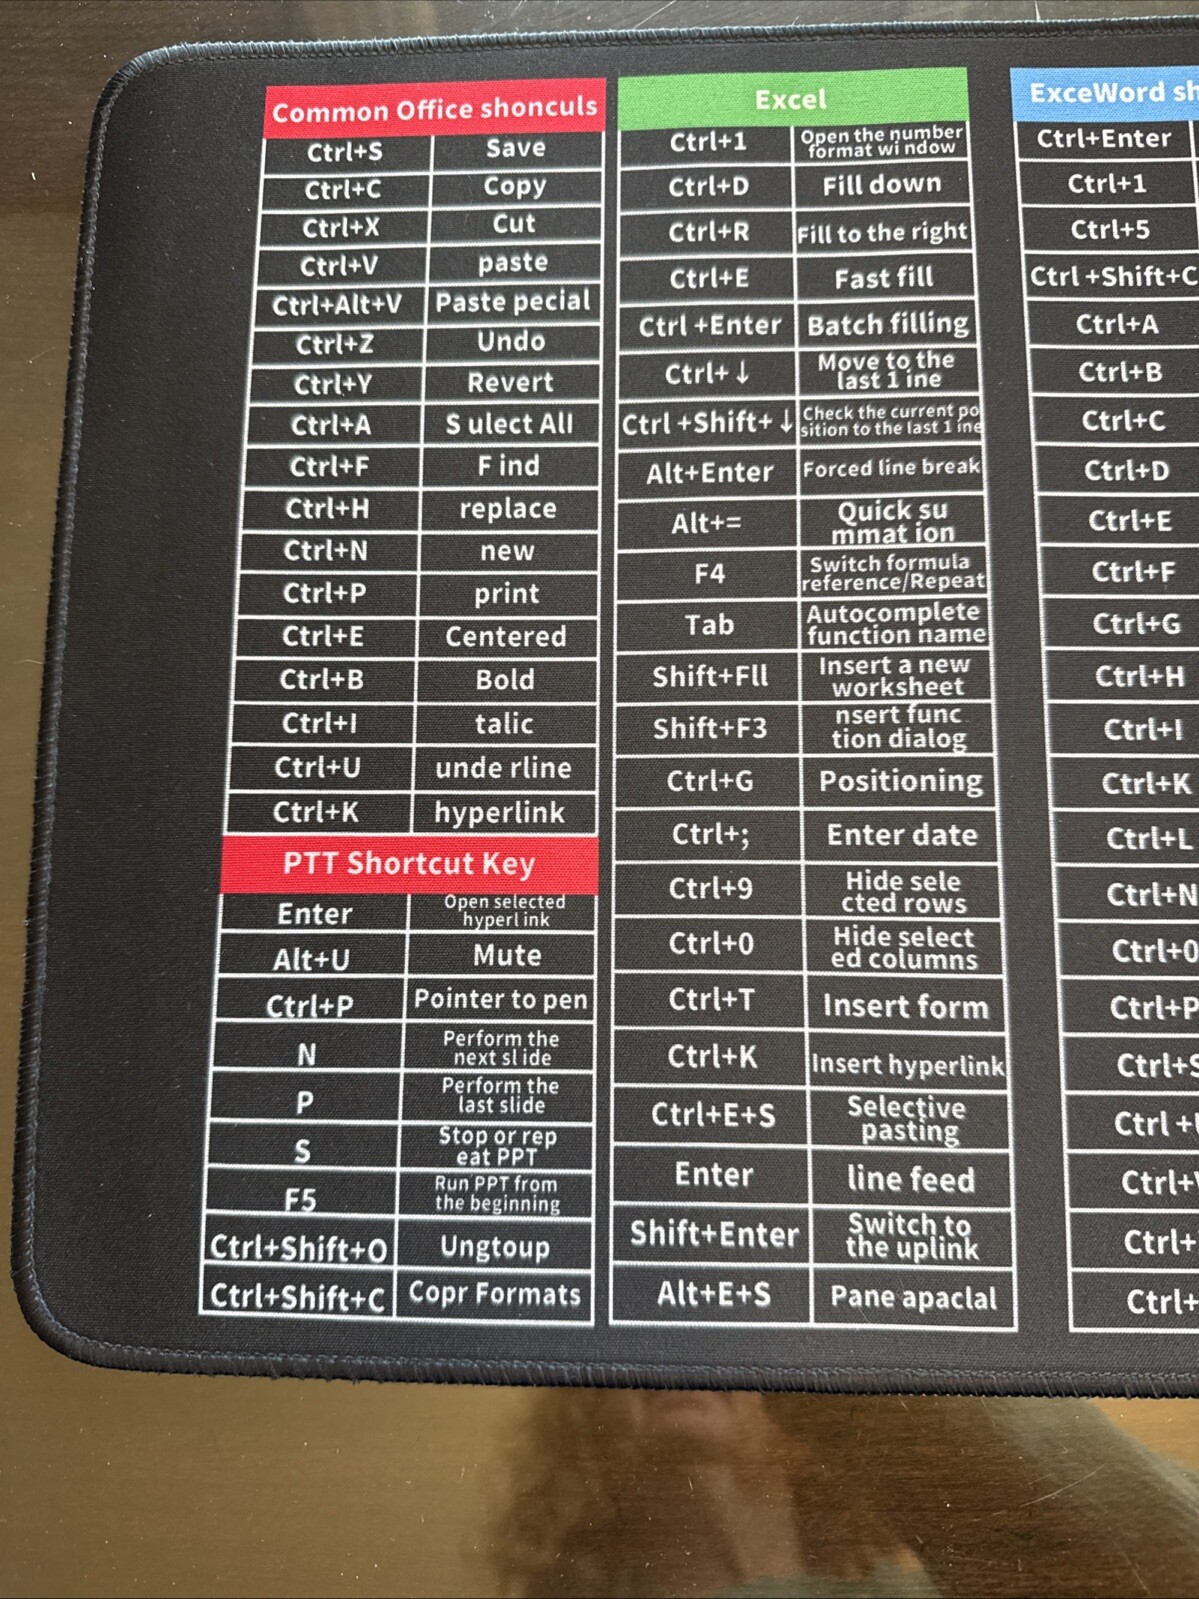 Common Office shonculs
Ctrl+S Save
Ctrl+C Copy
Ctrl+X Cut
Ctrl+V paste
Ctrl+Alt+V Paste pecial
Ctrl+Z Undo
Ctrl+Y Revert
Ctrl+A S ulect All
Ctrl+F F ind
Ctrl+H replace
Ctrl+N new
Ctrl+P print
Ctrl+E Centered
Ctrl+B Bold
Ctrl+I talic
Ctrl+U unde rline
Ctrl+K hyperlink
PTT Shortcut Key
Enter Open selected
hyperl ink
Alt+U Mute
Ctrl+P Pointer to pen
N Perform the
next sl ide
P Perform the
last slide
S Stop or rep
eat PPT
F5 Run PPT from
the beginning
Ctrl+Shift+O Ungtoup
Ctrl+Shift+C Copr Formats
Excel
Ctrl+1 Open the number
format wi ndow
Ctrl+D Fill down
Ctrl+R Fill to the right
Ctrl+E Fast fill
Ctrl +Enter Batch filling
Ctrl+↓ Move to the
last 1 ine
Ctrl +Shift+↓ Check the current po
sition to the last 1 ine
Alt+Enter Forced line break
Alt+= Quick su
mmat ion
F4 Switch formula
reference/Repeat
Tab Autocomplete
function name
Shift+Fll Insert a new
worksheet
Shift+F3 nsert func
tion dialog
Ctrl+G Positioning
Ctrl+; Enter date
Ctrl+9 Hide sele
cted rows
Ctrl+0 Hide select
ed columns
Ctrl+T Insert form
Ctrl+K Insert hyperlink
Ctrl+E+S Selective
pasting
Enter line feed
Shift+Enter Switch to
the uplink
Alt+E+S Pane apaclal
ExceWord sh
Ctrl+Enter
Ctrl+1
Ctrl+5
Ctrl +Shift+C
Ctrl+A
Ctrl+B
Ctrl+C
Ctrl+D
Ctrl+E
Ctrl+F
Ctrl+G
Ctrl+H
Ctrl+I
Ctrl+K
Ctrl+L
Ctrl+N
Ctrl+0
Ctrl+P
Ctrl+S
Ctrl +
Ctrl+
Ctrl+
Ctrl+